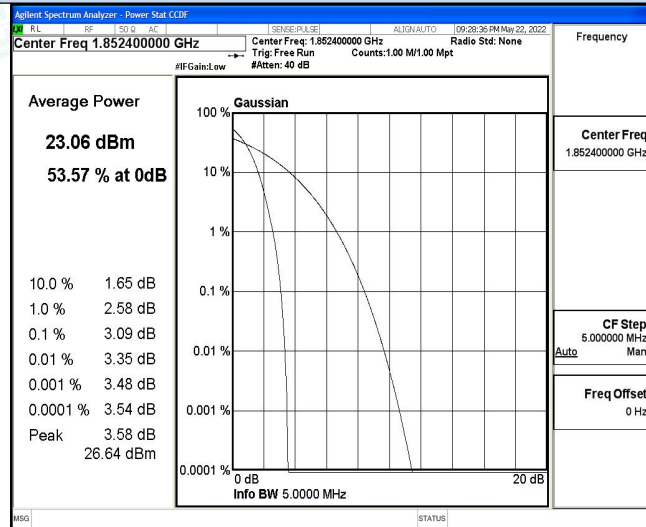 Agilent Spectrum Analyzer - Power Stat CCDF
RL RF 50 Ω AC SENSE:PULSE ALIGN AUTO 09:28:36 PM May 22, 2022
Center Freq 1.852400000 GHz
Center Freq: 1.852400000 GHz Radio Std: None
Trig: Free Run Counts:1.00 M/1.00 Mpt
#IFGain:Low #Atten: 40 dB
Frequency
Average Power
23.06 dBm
53.57 % at 0dB
10.0 % 1.65 dB
1.0 % 2.58 dB
0.1 % 3.09 dB
0.01 % 3.35 dB
0.001 % 3.48 dB
0.0001 % 3.54 dB
Peak 3.58 dB
26.64 dBm
Gaussian
100 %
10 %
1 %
0.1 %
0.01 %
0.001 %
0.0001 %
0 dB 20 dB
Info BW 5.0000 MHz
Center Freq
1.852400000 GHz
CF Step
5.000000 MHz
Auto Man
Freq Offset
0 Hz
MSG STATUS